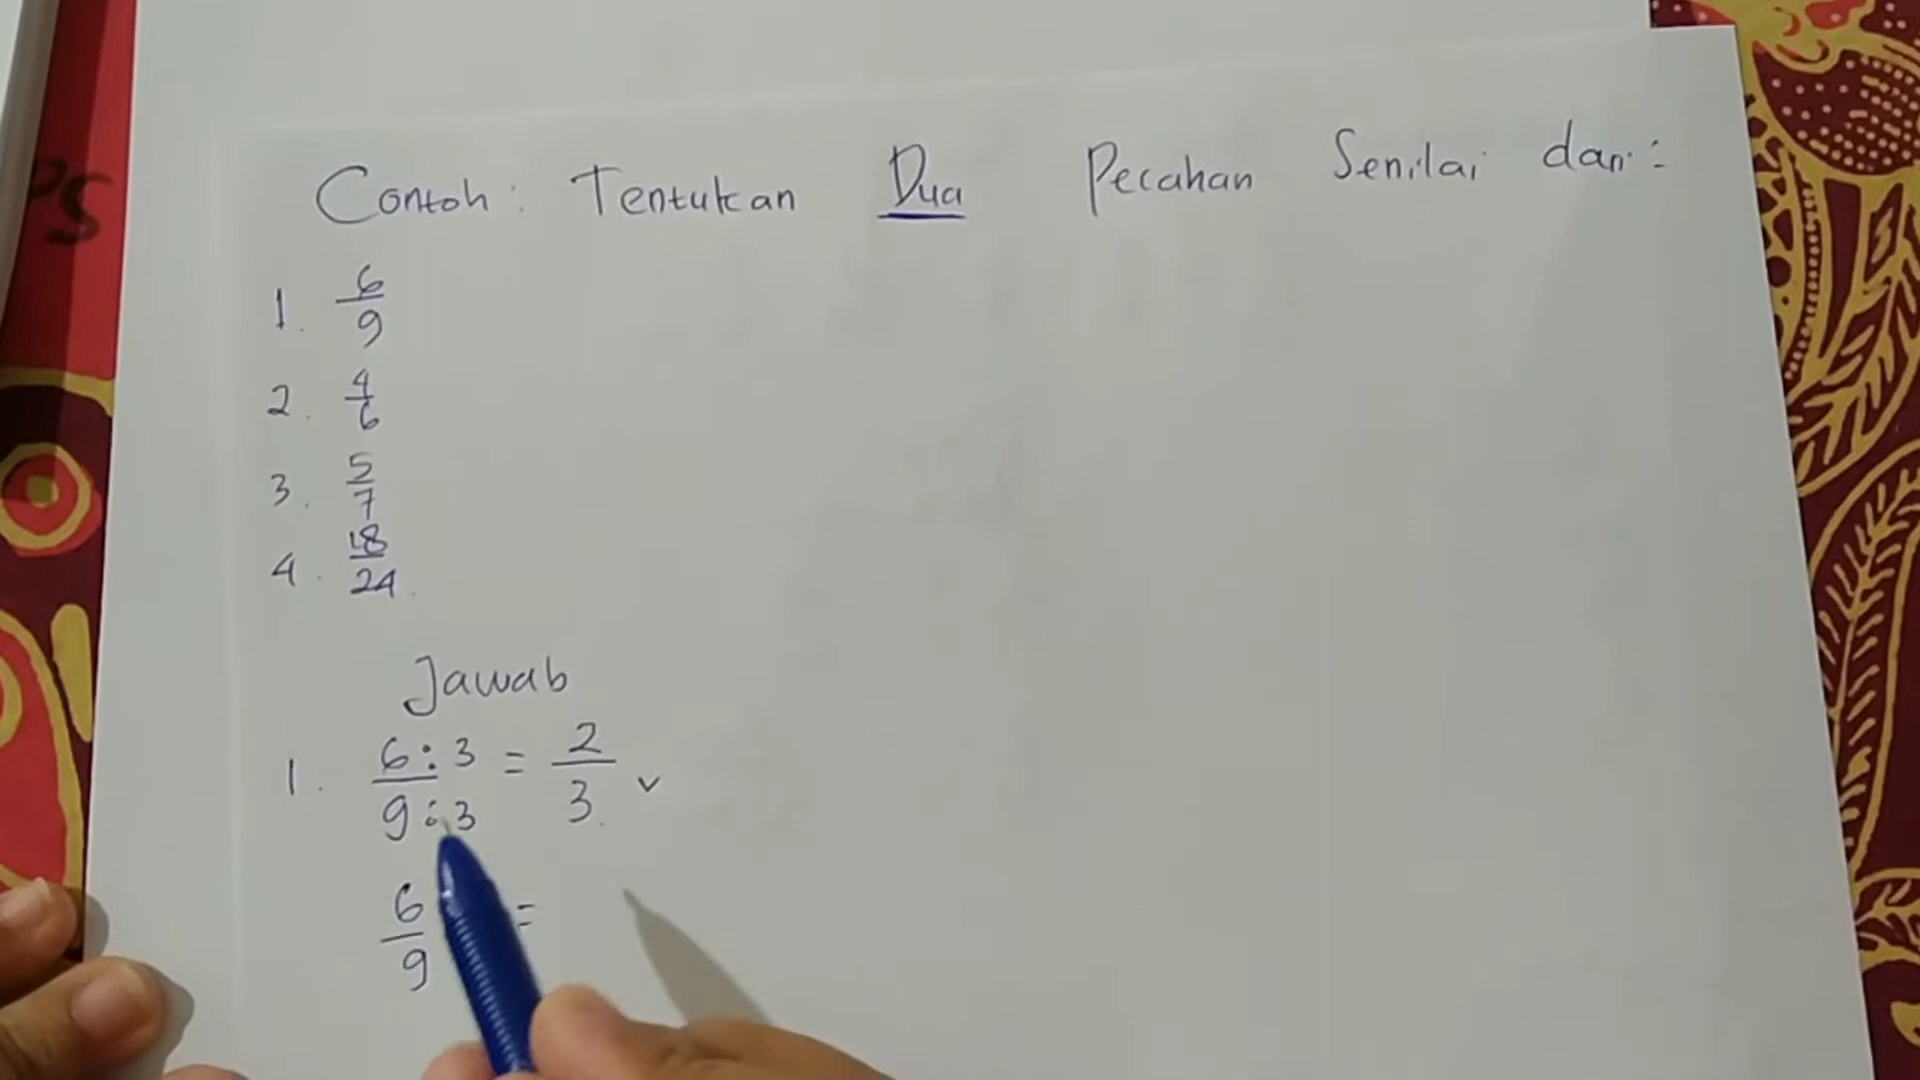 PS
Contoh : Tentukan Dua Pecahan Senilai dari :
1. 6/9
2. 4/6
3. 5/7
4. 18/24
Jawab
1. 6 : 3 / 9 : 3 = 2/3 v
6/9 =